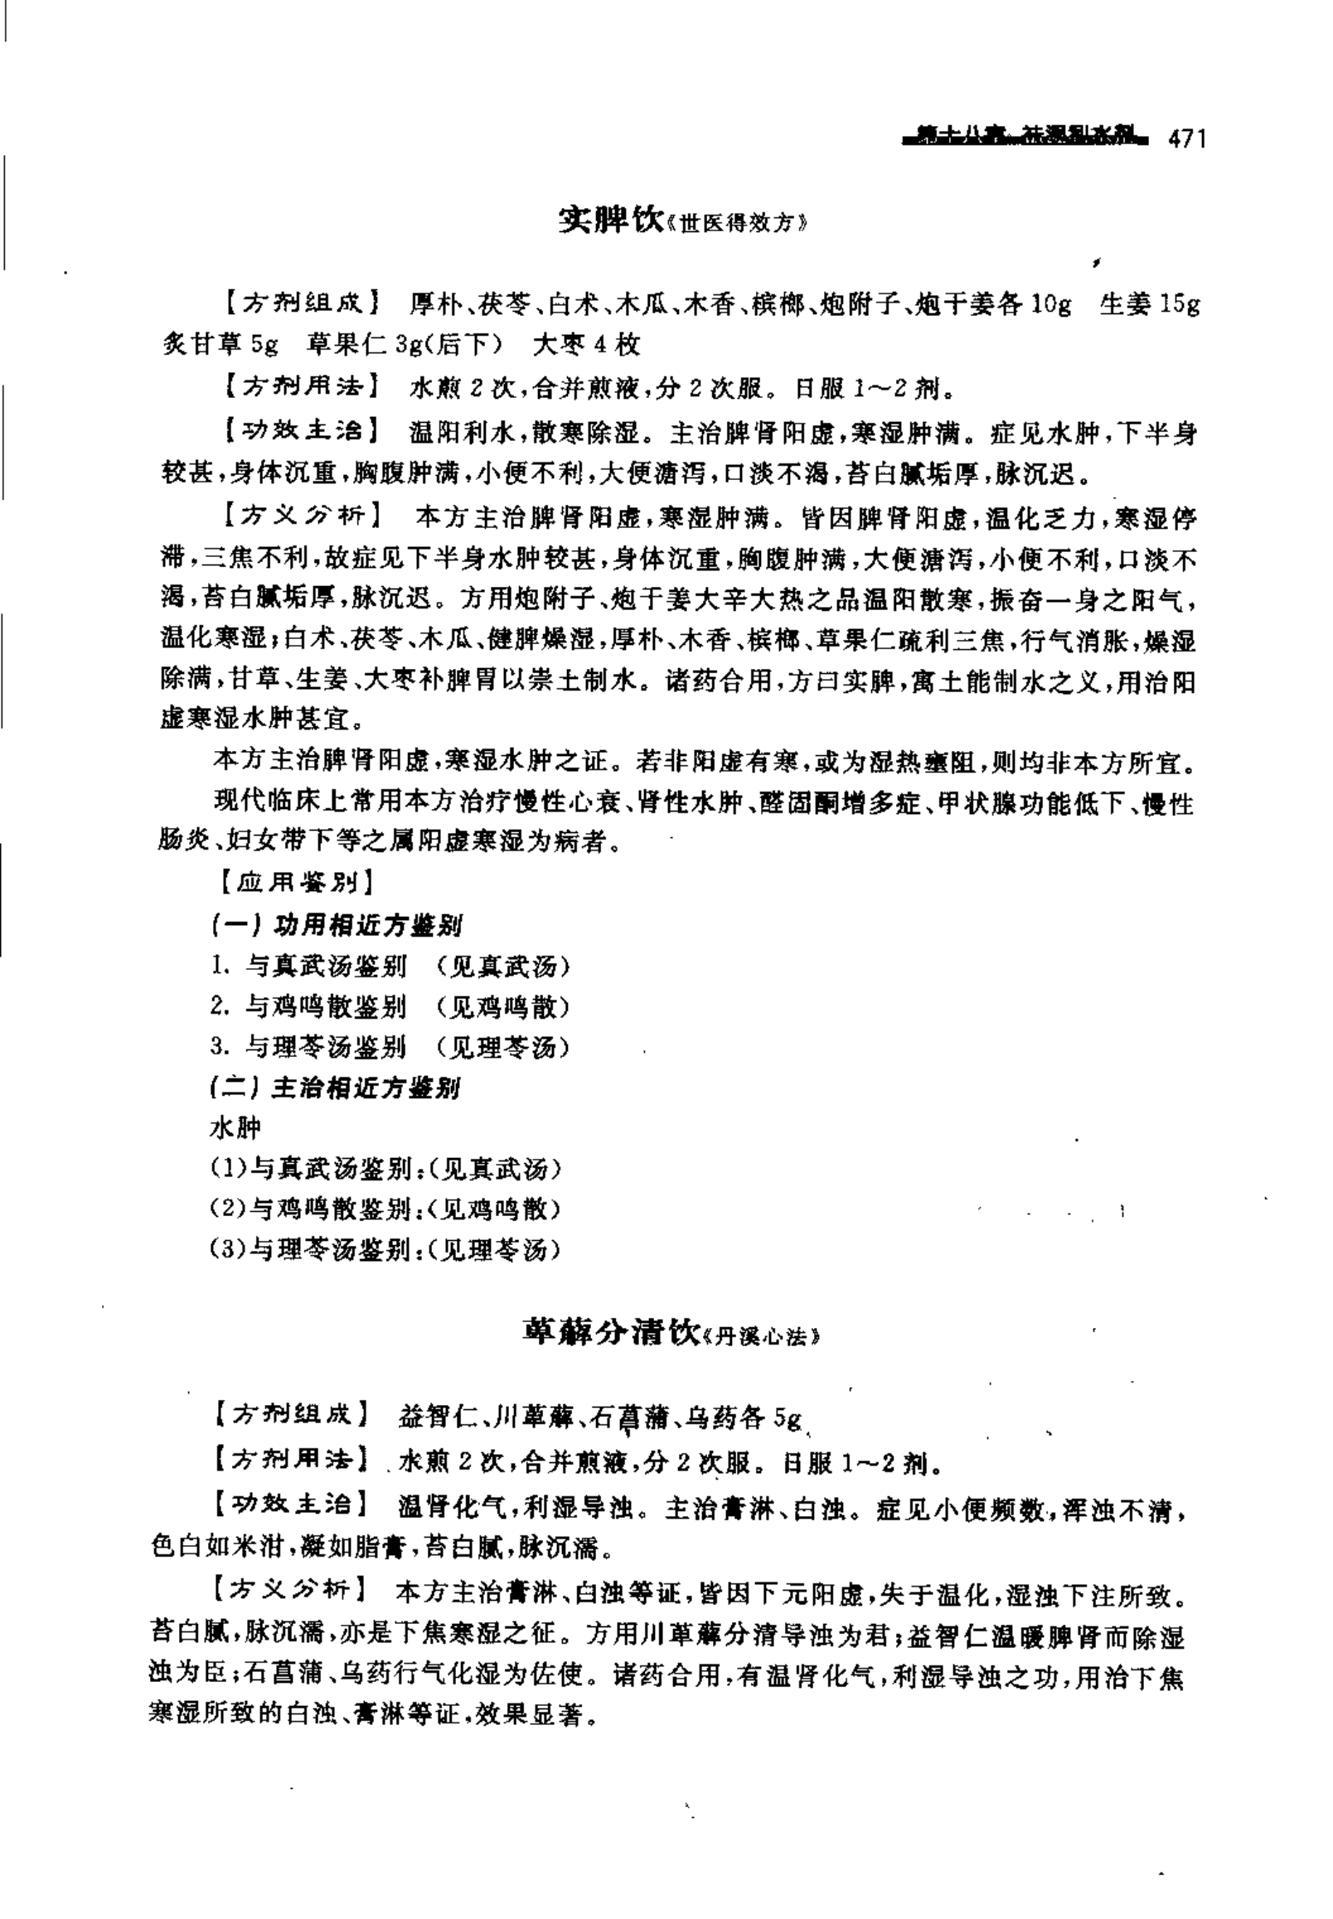 第十八章 祛湿利水剂 471
实脾饮《世医得效方》
【方剂组成】 厚朴、茯苓、白术、木瓜、木香、槟榔、炮附子、炮干姜各 10g 生姜 15g
炙甘草 5g 草果仁 3g(后下) 大枣 4 枚
【方剂用法】 水煎 2 次,合并煎液,分 2 次服。日服 1～2 剂。
【功效主治】 温阳利水,散寒除湿。主治脾肾阳虚,寒湿肿满。症见水肿,下半身
较甚,身体沉重,胸腹肿满,小便不利,大便溏泻,口淡不渴,苔白腻垢厚,脉沉迟。
【方义分析】 本方主治脾肾阳虚,寒湿肿满。皆因脾肾阳虚,温化乏力,寒湿停
滞,三焦不利,故症见下半身水肿较甚,身体沉重,胸腹肿满,大便溏泻,小便不利,口淡不
渴,苔白腻垢厚,脉沉迟。方用炮附子、炮干姜大辛大热之品温阳散寒,振奋一身之阳气,
温化寒湿;白术、茯苓、木瓜、健脾燥湿,厚朴、木香、槟榔、草果仁疏利三焦,行气消胀,燥湿
除满,甘草、生姜、大枣补脾胃以崇土制水。诸药合用,方曰实脾,寓土能制水之义,用治阳
虚寒湿水肿甚宜。
本方主治脾肾阳虚,寒湿水肿之证。若非阳虚有寒,或为湿热壅阻,则均非本方所宜。
现代临床上常用本方治疗慢性心衰、肾性水肿、醛固酮增多症、甲状腺功能低下、慢性
肠炎、妇女带下等之属阳虚寒湿为病者。
【应用鉴别】
(一) 功用相近方鉴别
1. 与真武汤鉴别 (见真武汤)
2. 与鸡鸣散鉴别 (见鸡鸣散)
3. 与理苓汤鉴别 (见理苓汤)
(二) 主治相近方鉴别
水肿
(1)与真武汤鉴别:(见真武汤)
(2)与鸡鸣散鉴别:(见鸡鸣散)
(3)与理苓汤鉴别:(见理苓汤)
萆薢分清饮《丹溪心法》
【方剂组成】 益智仁、川萆薢、石菖蒲、乌药各 5g
【方剂用法】 水煎 2 次,合并煎液,分 2 次服。日服 1～2 剂。
【功效主治】 温肾化气,利湿导浊。主治膏淋、白浊。症见小便频数,浑浊不清,
色白如米泔,凝如脂膏,苔白腻,脉沉濡。
【方义分析】 本方主治膏淋、白浊等证,皆因下元阳虚,失于温化,湿浊下注所致。
苔白腻,脉沉濡,亦是下焦寒湿之征。方用川萆薢分清导浊为君;益智仁温暖脾肾而除湿
浊为臣;石菖蒲、乌药行气化湿为佐使。诸药合用,有温肾化气,利湿导浊之功,用治下焦
寒湿所致的白浊、膏淋等证,效果显著。